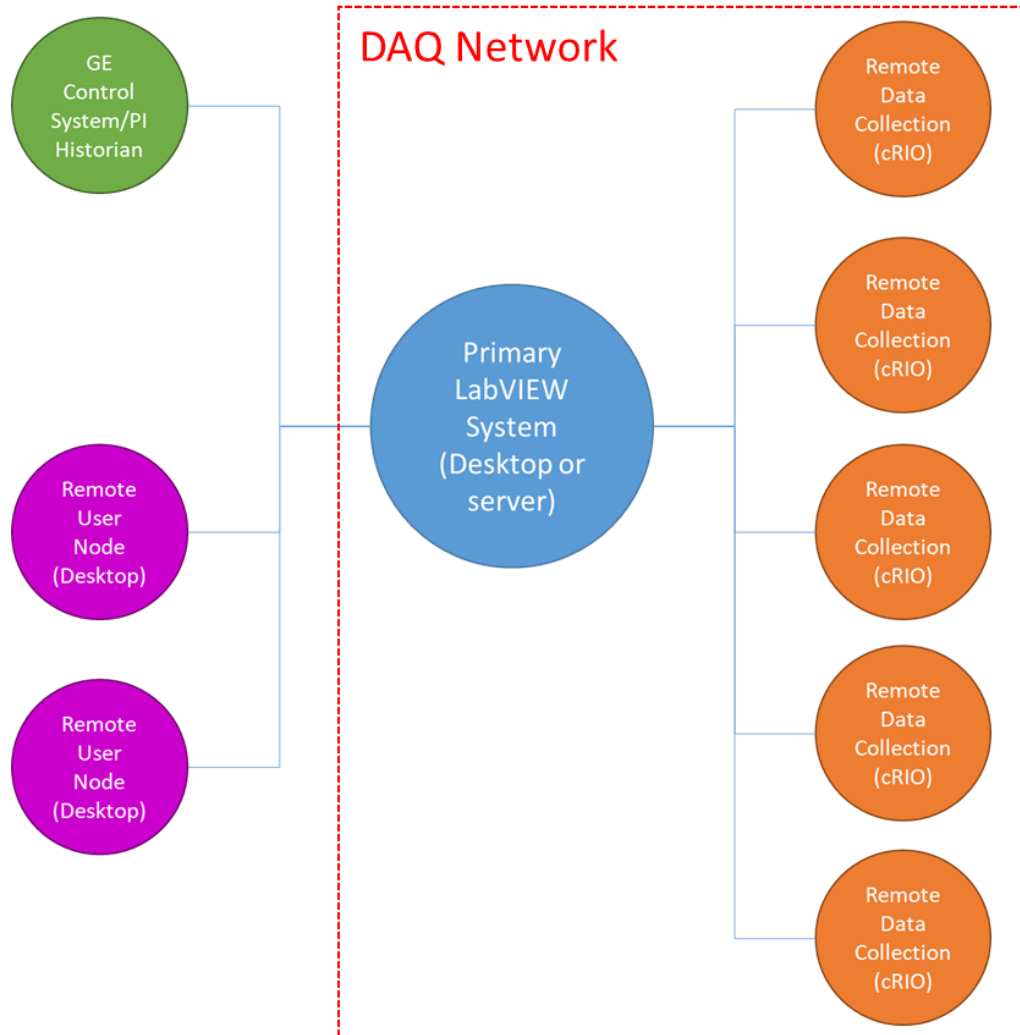 DAQ Network
GE
Control
System/PI
Historian
Remote
User
Node
(Desktop)
Remote
User
Node
(Desktop)
Primary
LabVIEW
System
(Desktop or
server)
Remote
Data
Collection
(cRIO)
Remote
Data
Collection
(cRIO)
Remote
Data
Collection
(cRIO)
Remote
Data
Collection
(cRIO)
Remote
Data
Collection
(cRIO)